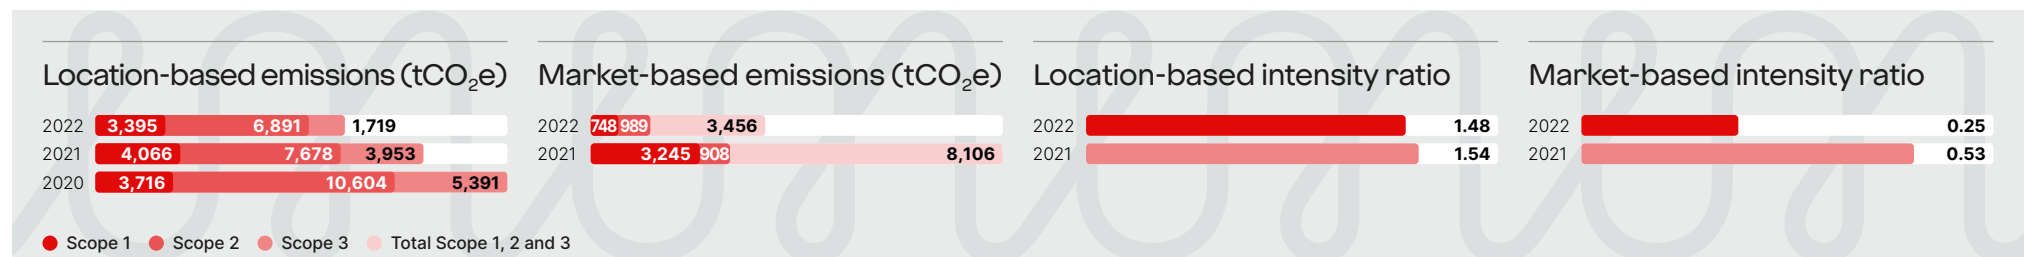 Location-based emissions (tCO₂e)
2022 3,395 6,891 1,719
2021 4,066 7,678 3,953
2020 3,716 10,604 5,391
Scope 1 Scope 2 Scope 3 Total Scope 1, 2 and 3
Market-based emissions (tCO₂e)
2022 748 989 3,456
2021 3,245 908 8,106
Location-based intensity ratio
2022 1.48
2021 1.54
Market-based intensity ratio
2022 0.25
2021 0.53